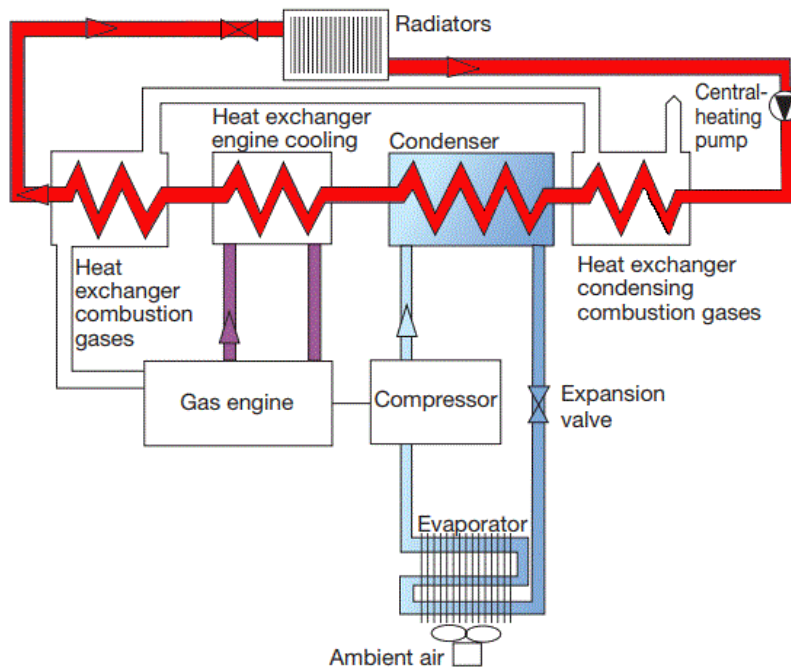 Radiators
Central-
heating
pump
Heat exchanger
engine cooling
Condenser
Heat
exchanger
combustion
gases
Heat exchanger
condensing
combustion gases
Gas engine
Compressor
Expansion
valve
Evaporator
Ambient air